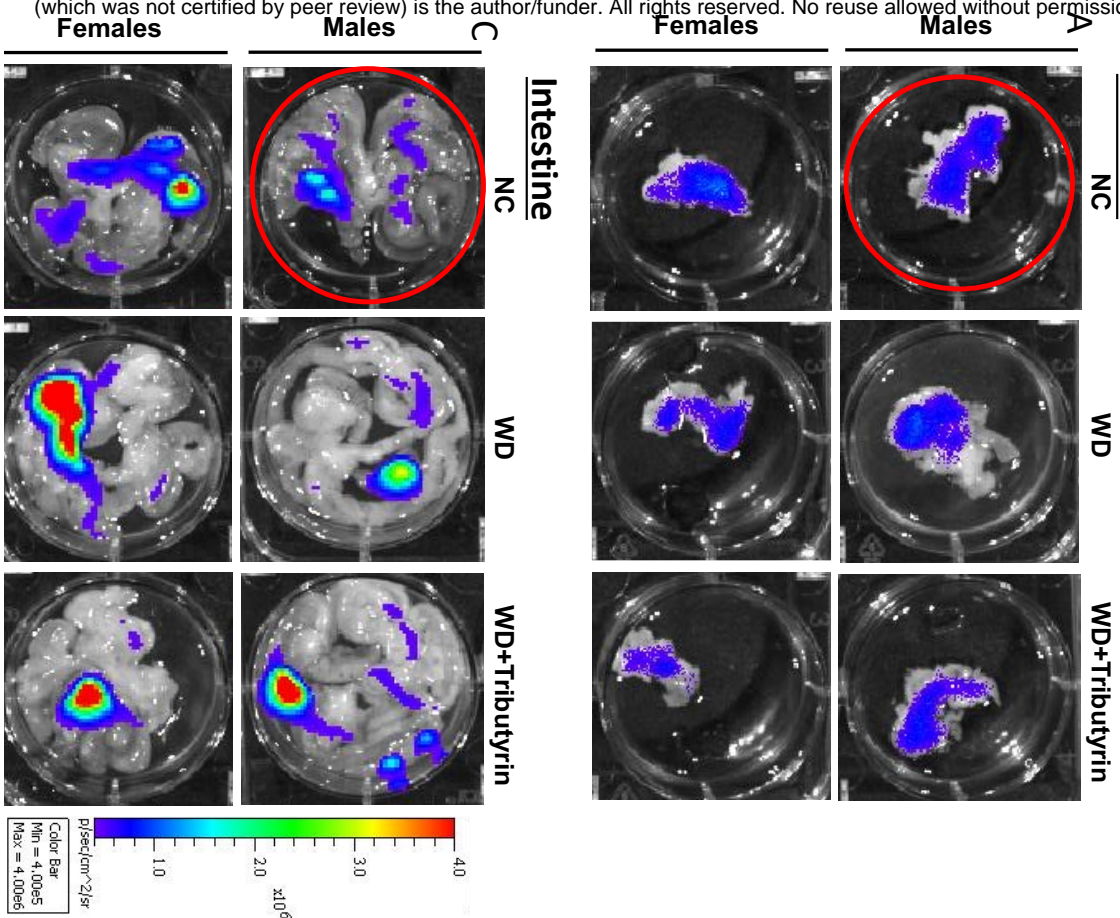 (which was not certified by peer review) is the author/funder. All rights reserved. No reuse allowed without
A
Males
Females
NC
WD
WD+Tributyrin
C
Intestine
Males
Females
NC
WD
WD+Tributyrin
4.0
3.0
2.0
1.0
x10
p/sec/cm^2/sr
Color Bar
Min = 4.00e5
Max = 4.00e6